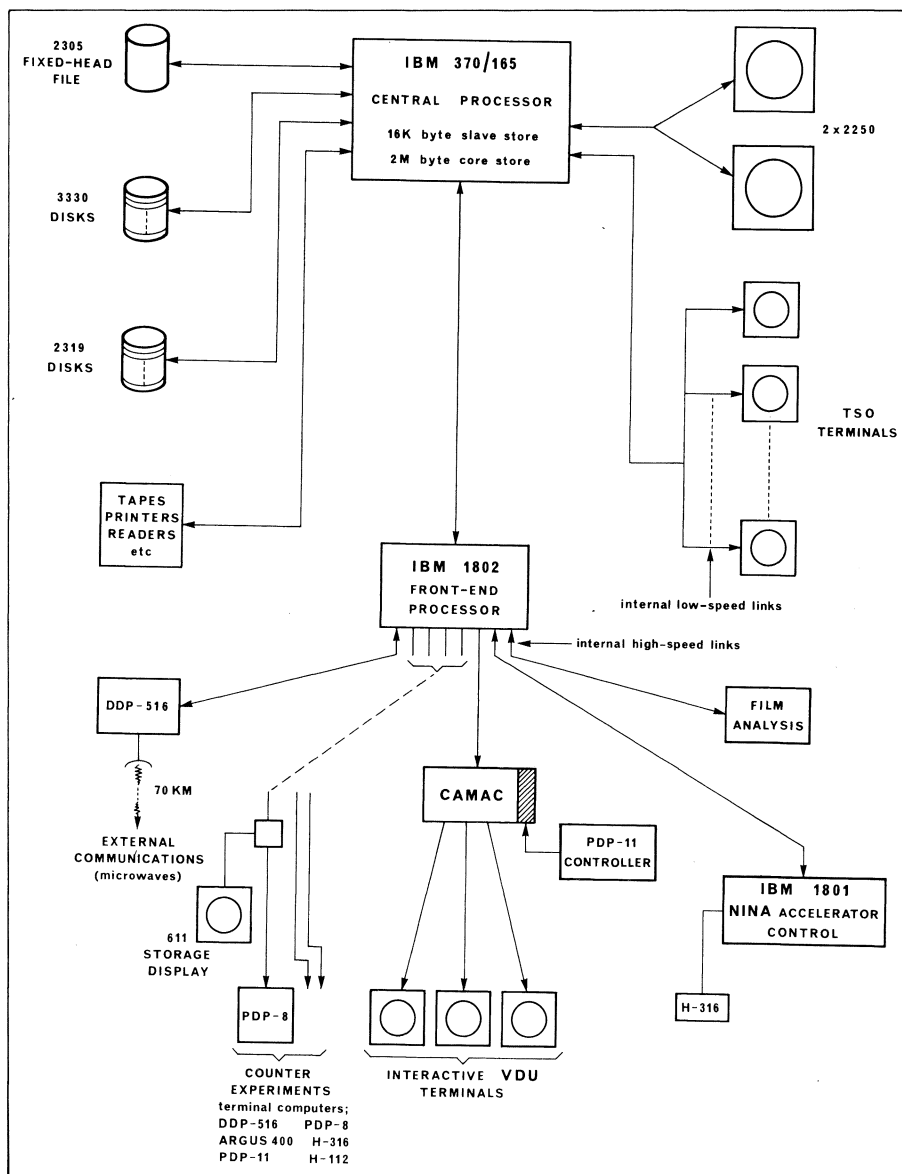 2305
FIXED-HEAD
FILE
IBM 370/165
CENTRAL PROCESSOR
16K byte slave store
2M byte core store
2 x 2250
3330
DISKS
2319
DISKS
TSO
TERMINALS
TAPES
PRINTERS
READERS
etc
IBM 1802
FRONT-END
PROCESSOR
internal low-speed links
internal high-speed links
DDP-516
FILM
ANALYSIS
70 KM
CAMAC
EXTERNAL
COMMUNICATIONS
(microwaves)
PDP-11
CONTROLLER
IBM 1801
NINA ACCELERATOR
CONTROL
611
STORAGE
DISPLAY
PDP-8
H-316
COUNTER
EXPERIMENTS
terminal computers;
DDP-516 PDP-8
ARGUS 400 H-316
PDP-11 H-112
INTERACTIVE VDU
TERMINALS